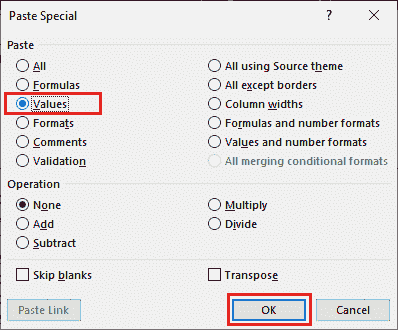 Paste Special
?
Paste
All
All using Source theme
Formulas
All except borders
Values
Column widths
Formats
Formulas and number formats
Comments
Values and number formats
Validation
All merging conditional formats
Operation
None
Multiply
Add
Divide
Subtract
Skip blanks
Transpose
Paste Link
OK
Cancel